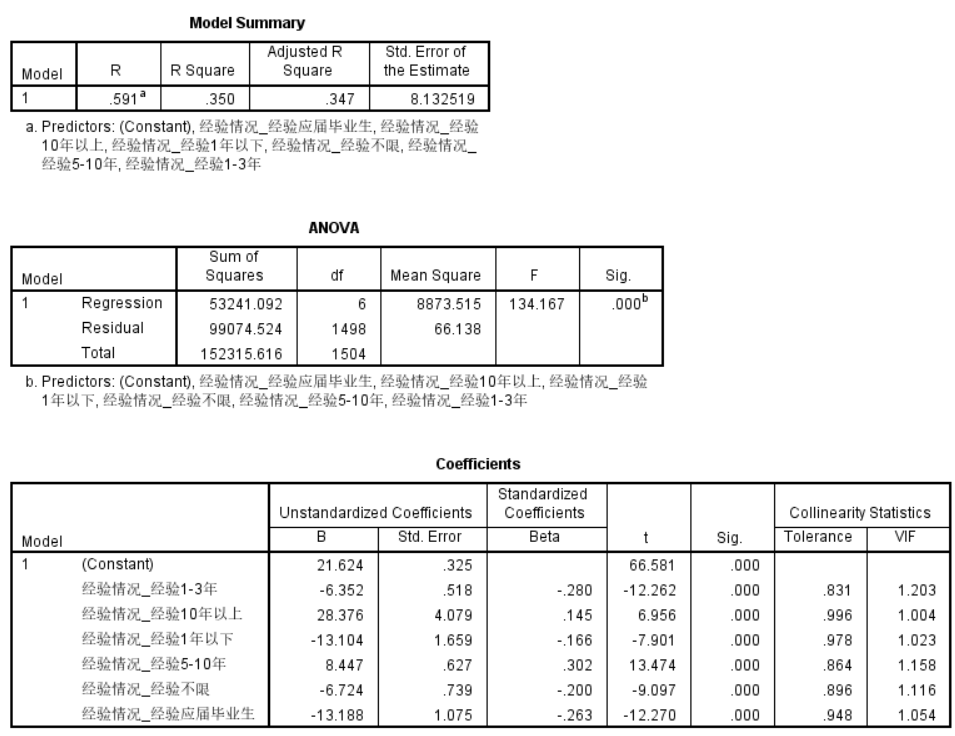 Model Summary
Model R R Square Adjusted R Square Std. Error of the Estimate
1 .591a .350 .347 8.132519
a. Predictors: (Constant), 经验情况_经验应届毕业生, 经验情况_经验
10年以上, 经验情况_经验1年以下, 经验情况_经验不限, 经验情况_
经验5-10年, 经验情况_经验1-3年
ANOVA
Model Sum of Squares df Mean Square F Sig.
1 Regression 53241.092 6 8873.515 134.167 .000b
Residual 99074.524 1498 66.138
Total 152315.616 1504
b. Predictors: (Constant), 经验情况_经验应届毕业生, 经验情况_经验10年以上, 经验情况_经验
1年以下, 经验情况_经验不限, 经验情况_经验5-10年, 经验情况_经验1-3年
Coefficients
Model Unstandardized Coefficients Standardized Coefficients t Sig. Collinearity Statistics
B Std. Error Beta Tolerance VIF
1 (Constant) 21.624 .325 66.581 .000
经验情况_经验1-3年 -6.352 .518 -.280 -12.262 .000 .831 1.203
经验情况_经验10年以上 28.376 4.079 .145 6.956 .000 .996 1.004
经验情况_经验1年以下 -13.104 1.659 -.166 -7.901 .000 .978 1.023
经验情况_经验5-10年 8.447 .627 .302 13.474 .000 .864 1.158
经验情况_经验不限 -6.724 .739 -.200 -9.097 .000 .896 1.116
经验情况_经验应届毕业生 -13.188 1.075 -.263 -12.270 .000 .948 1.054